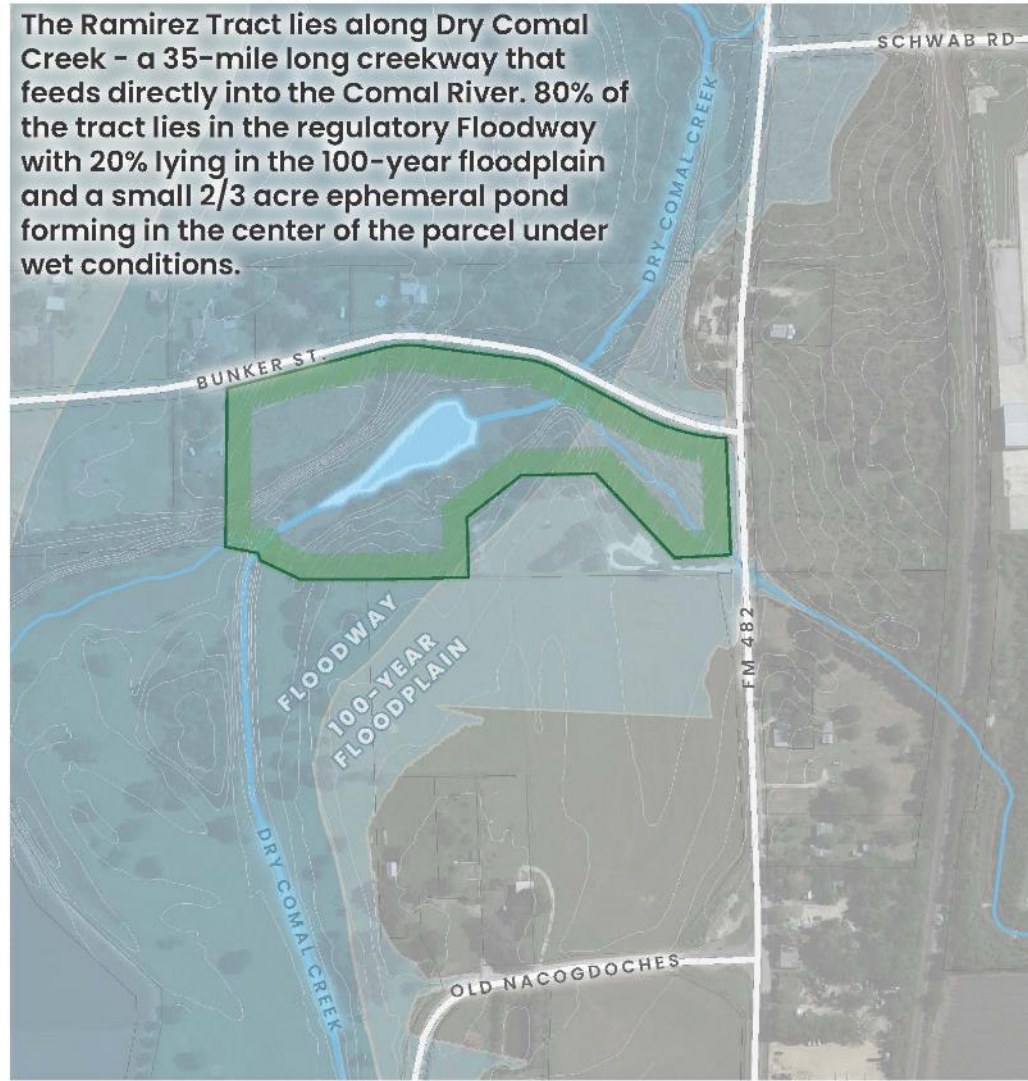 The Ramirez Tract lies along Dry Comal
Creek - a 35-mile long creekway that
feeds directly into the Comal River. 80% of
the tract lies in the regulatory Floodway
with 20% lying in the 100-year floodplain
and a small 2/3 acre ephemeral pond
forming in the center of the parcel under
wet conditions.
SCHWAB RD
DRY COMAL CREEK
BUNKER ST.
FLOODWAY
100-YEAR
FLOODPLAIN
FM 482
DRY COMAL CREEK
OLD NACOGDOCHES